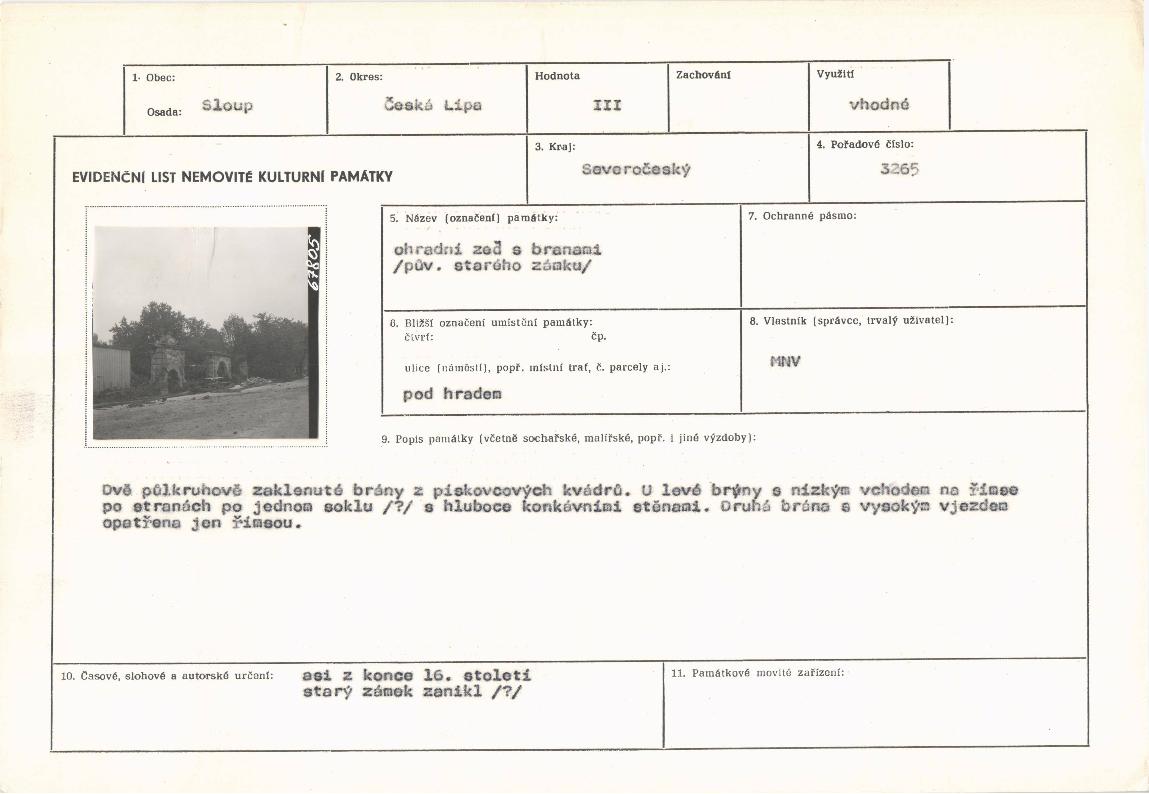 1. Obec:
Osada: Sloup
2. Okres:
Česká Lípa
Hodnota
III
Zachování
Využití
vhodné
EVIDENČNÍ LIST NEMOVITÉ KULTURNÍ PAMÁTKY
3. Kraj:
Severočeský
4. Pořadové číslo:
3265
67805
5. Název (označení) památky:
ohradní zeď s branami
/pův. starého zámku/
7. Ochranné pásmo:
6. Bližší označení umístění památky:
čtvrť: čp.
ulice (náměstí), popř. místní trať, č. parcely aj.:
pod hradem
8. Vlastník (správce, trvalý uživatel):
MNV
9. Popis památky (včetně sochařské, malířské, popř. i jiné výzdoby):
Dvě půlkruhově zaklenuté brány z pískovcových kvádrů. U levé brýny s nízkým vchodem na římse
po stranách po jednom soklu /?/ s hluboce konkávními stěnami. Druhá brána s vysokým vjezdem
opatřena jen římsou.
10. Časové, slohové a autorské určení:
asi z konce 16. století
starý zámek zanikl /?/
11. Památkové movité zařízení: